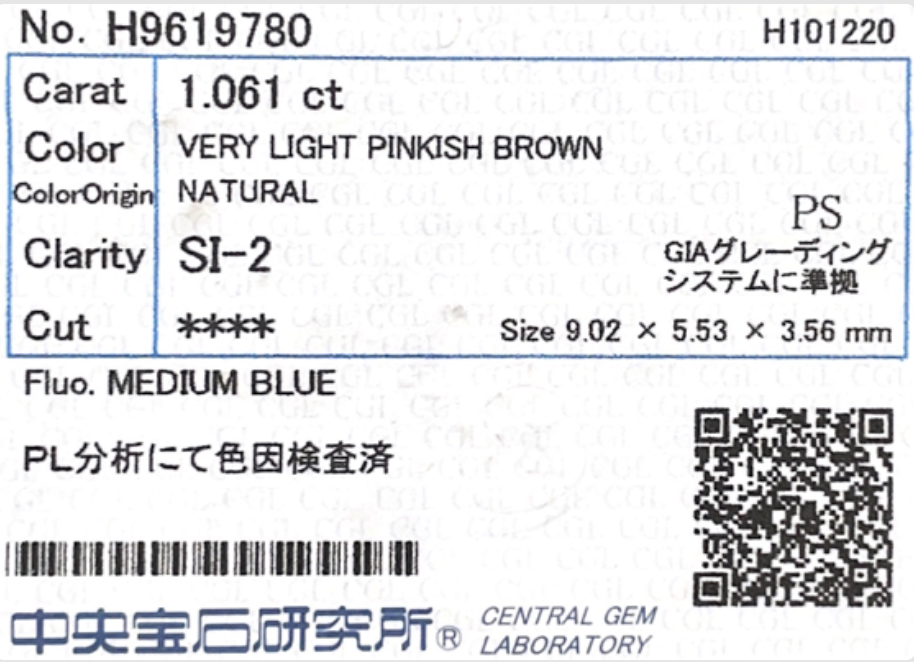 No. H9619780
H101220
Carat 1.061 ct
Color VERY LIGHT PINKISH BROWN
ColorOrigin NATURAL
PS
Clarity SI-2
GIAグレーディング
システムに準拠
Cut ****
Size 9.02 × 5.53 × 3.56 mm
Fluo. MEDIUM BLUE
PL分析にて色因検査済
中央宝石研究所® CENTRAL GEM
LABORATORY